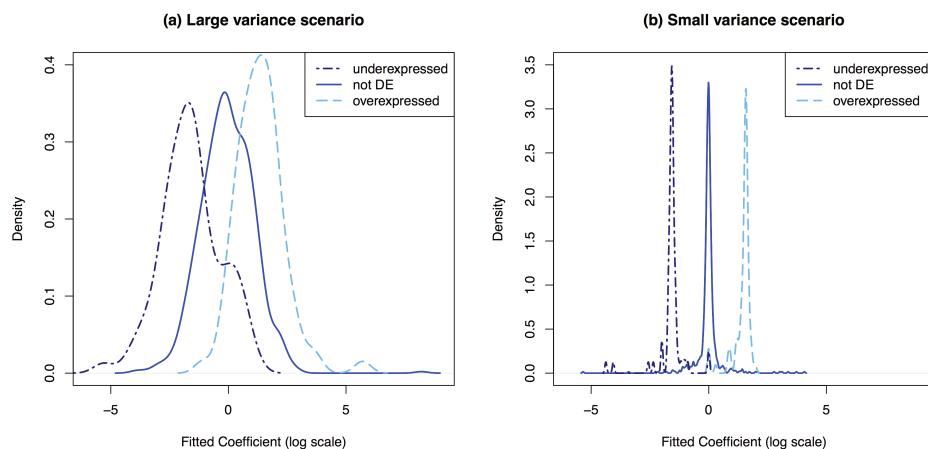 (a) Large variance scenario
underexpressed
not DE
overexpressed
Density
0.0
0.1
0.2
0.3
0.4
−5
0
5
Fitted Coefficient (log scale)
(b) Small variance scenario
underexpressed
not DE
overexpressed
Density
0.0
0.5
1.0
1.5
2.0
2.5
3.0
3.5
−5
0
5
Fitted Coefficient (log scale)